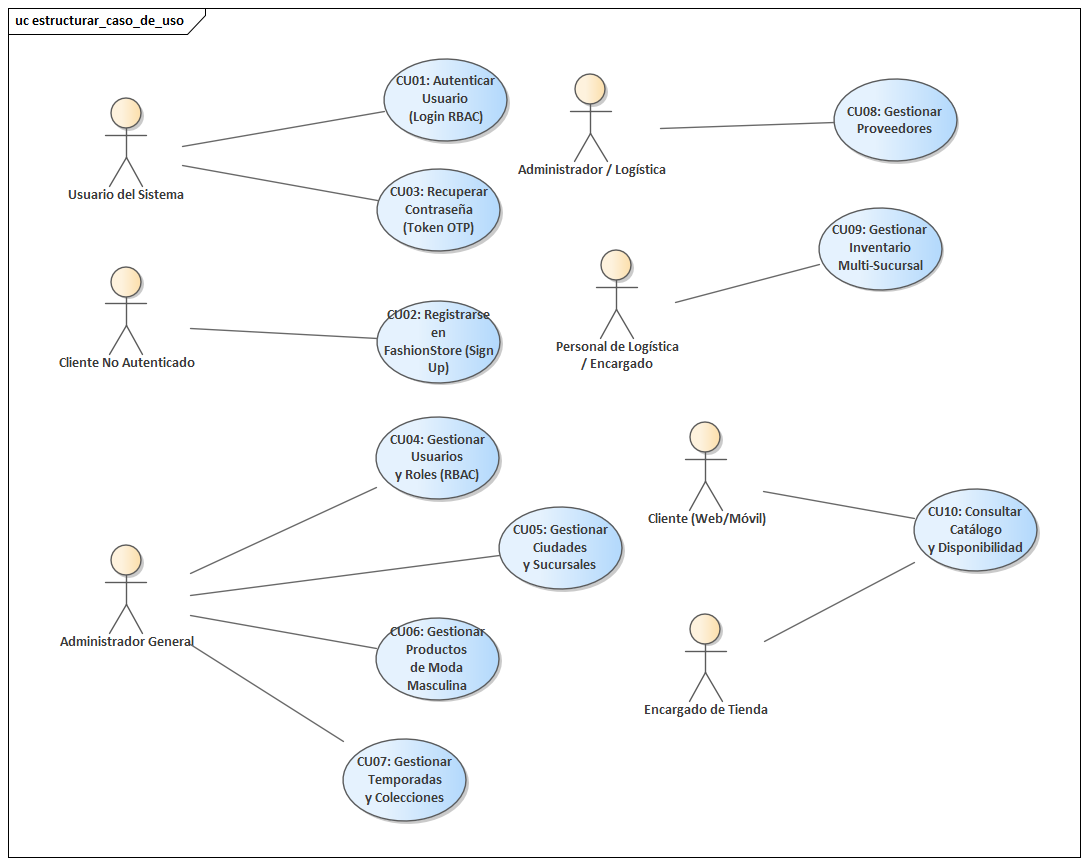 uc estructurar_caso_de_uso
Usuario del Sistema
CU01: Autenticar
Usuario
(Login RBAC)
CU03: Recuperar
Contraseña
(Token OTP)
Cliente No Autenticado
CU02: Registrarse
en
FashionStore (Sign
Up)
Administrador General
CU04: Gestionar
Usuarios
y Roles (RBAC)
CU05: Gestionar
Ciudades
y Sucursales
CU06: Gestionar
Productos
de Moda
Masculina
CU07: Gestionar
Temporadas
y Colecciones
Administrador / Logística
CU08: Gestionar
Proveedores
Personal de Logística
/ Encargado
CU09: Gestionar
Inventario
Multi-Sucursal
Cliente (Web/Móvil)
CU10: Consultar
Catálogo
y Disponibilidad
Encargado de Tienda